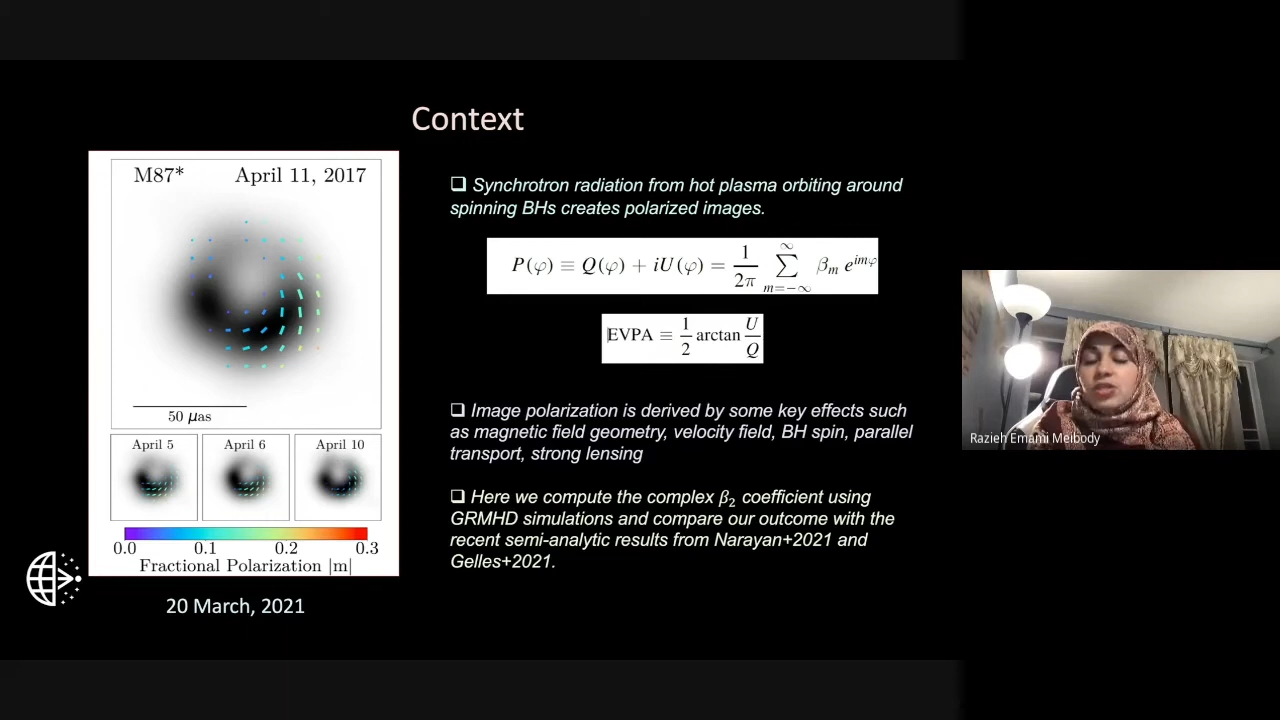 Context
M87* April 11, 2017
50 μas
April 5 April 6 April 10
0.0 0.1 0.2 0.3
Fractional Polarization |m|
20 March, 2021
❑ Synchrotron radiation from hot plasma orbiting around
spinning BHs creates polarized images.
P(φ) ≡ Q(φ) + iU(φ) = \frac{1}{2π} \sum_{m=-∞}^{∞} β_m e^{imφ}
EVPA ≡ \frac{1}{2} arctan \frac{U}{Q}
❑ Image polarization is derived by some key effects such
as magnetic field geometry, velocity field, BH spin, parallel
transport, strong lensing
❑ Here we compute the complex β₂ coefficient using
GRMHD simulations and compare our outcome with the
recent semi-analytic results from Narayan+2021 and
Gelles+2021.
Razieh Emami Meibody